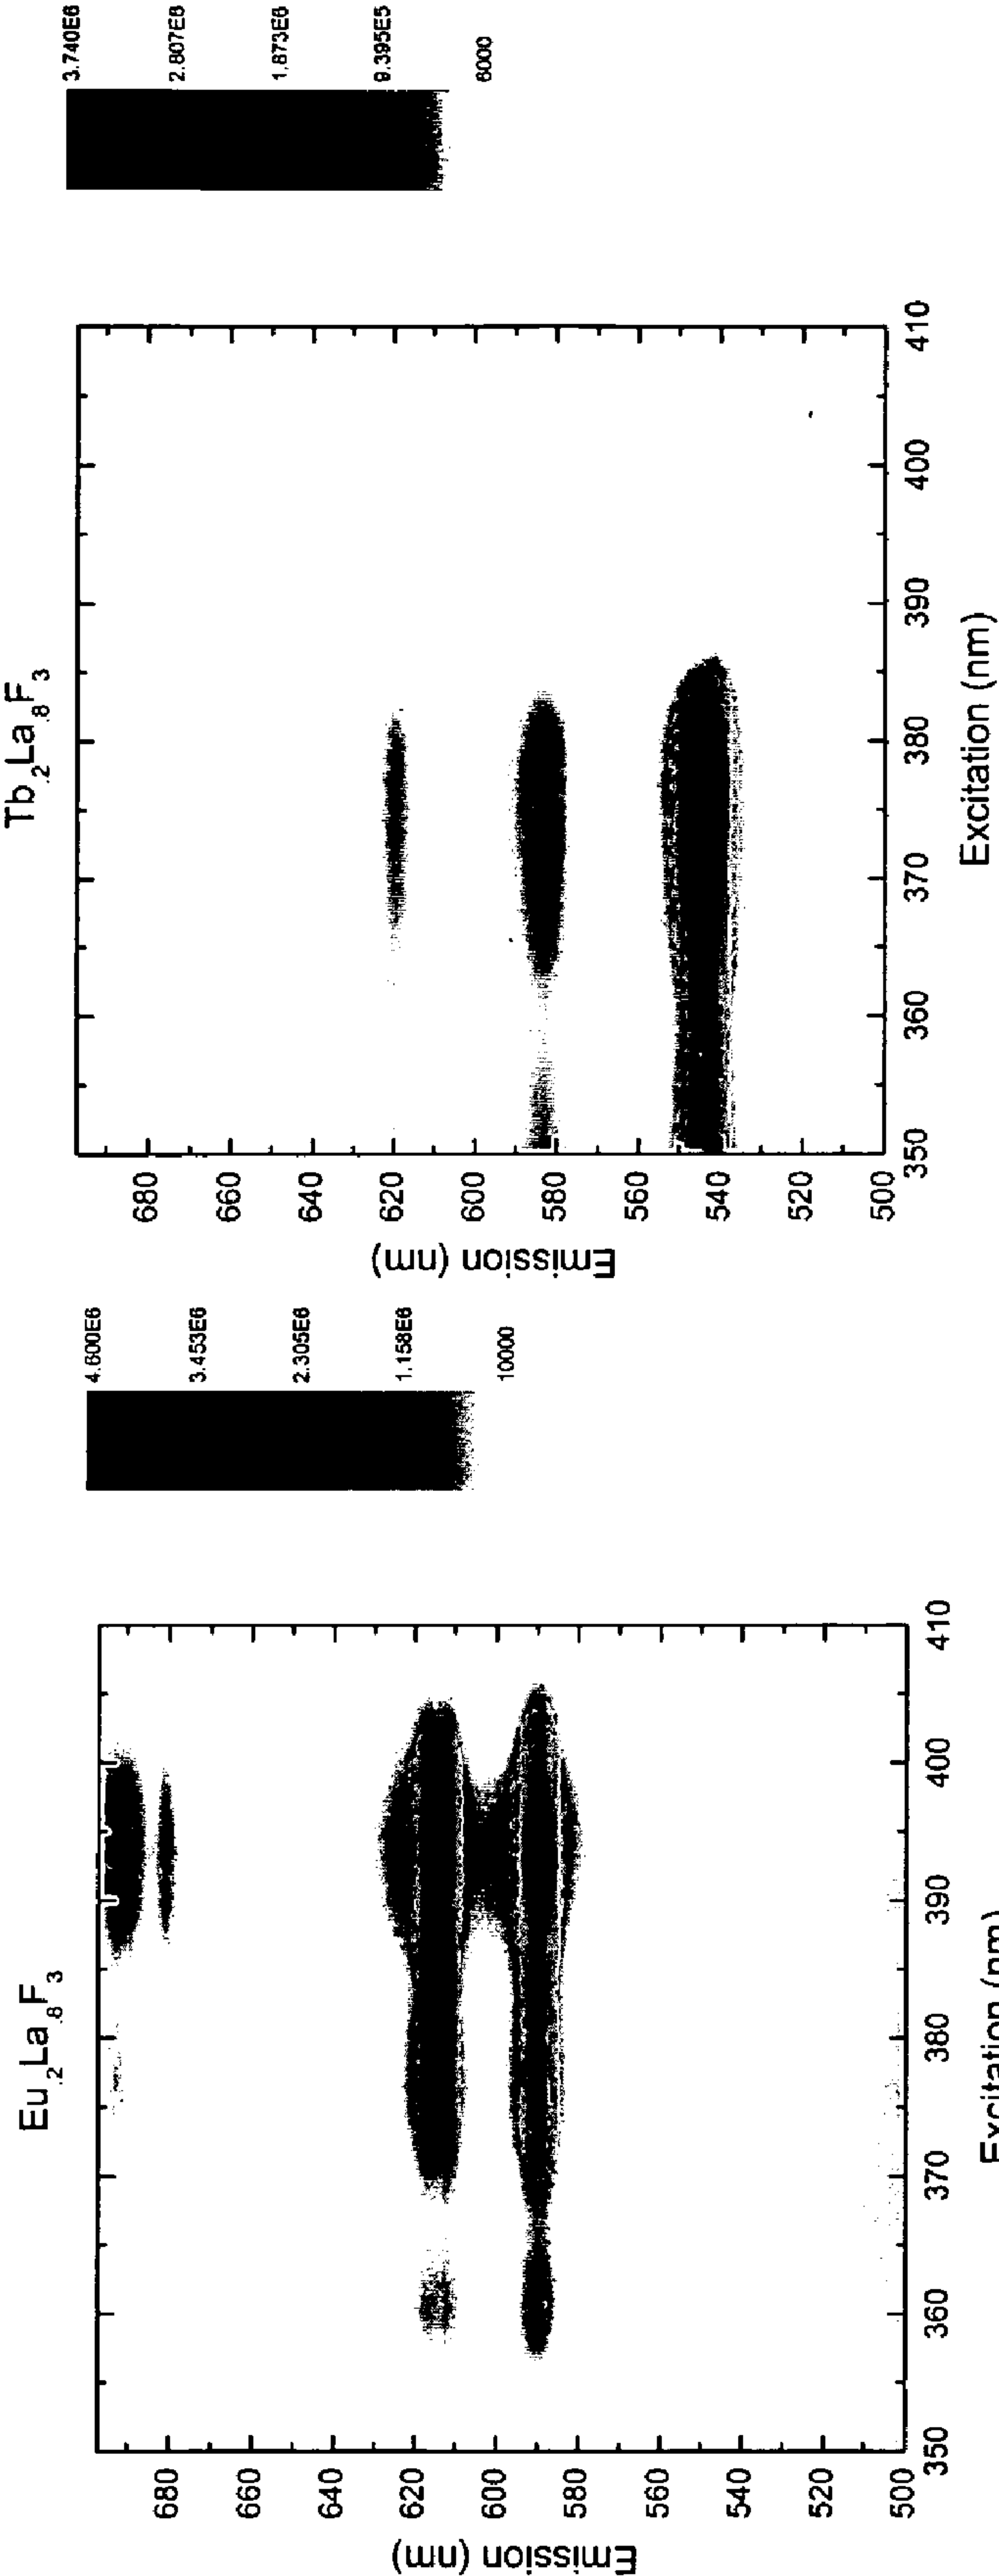 Eu.2La.8F3
4.600E6
3.453E6
2.305E6
1.158E6
10000
680
660
640
620
600
580
560
540
520
500
Emission (nm)
350
360
370
380
390
400
410
Excitation (nm)
Tb.2La.8F3
3.740E6
2.807E6
1.873E6
9.395E5
6000
680
660
640
620
600
580
560
540
520
500
Emission (nm)
350
360
370
380
390
400
410
Excitation (nm)